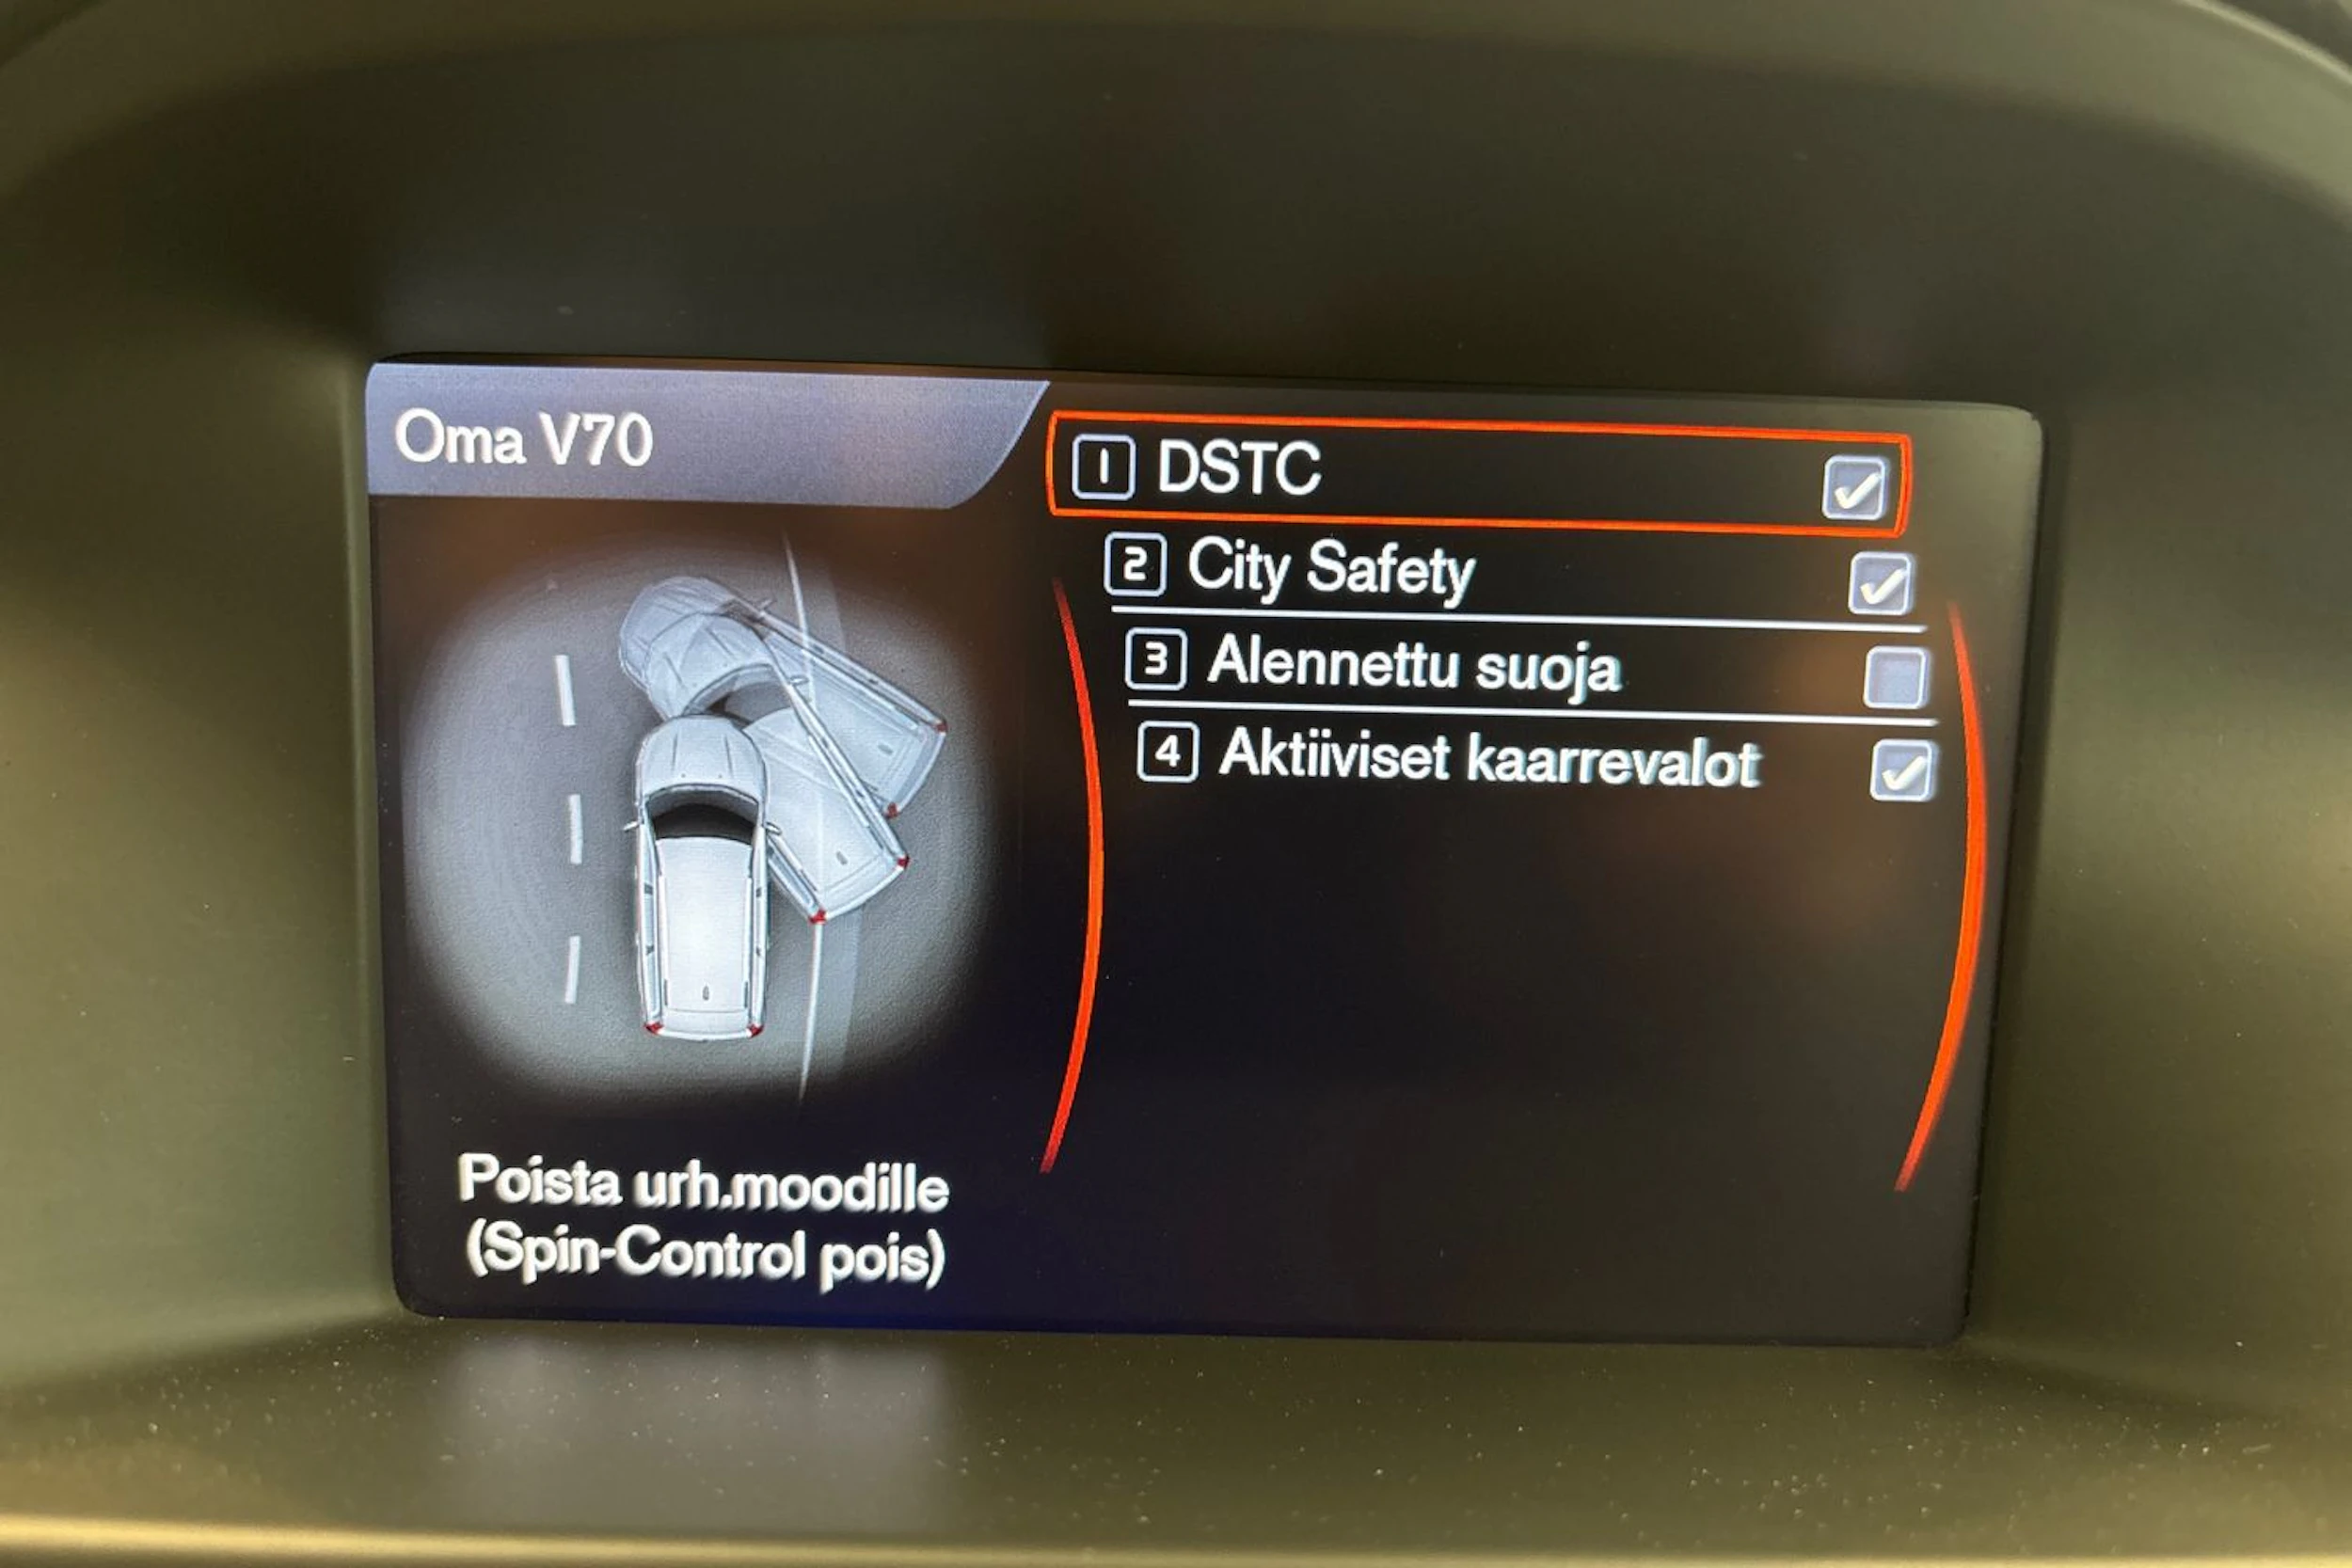 Oma V70
1 DSTC
2 City Safety
3 Alennettu suoja
4 Aktiiviset kaarrevalot
Poista urh.moodille
(Spin-Control pois)